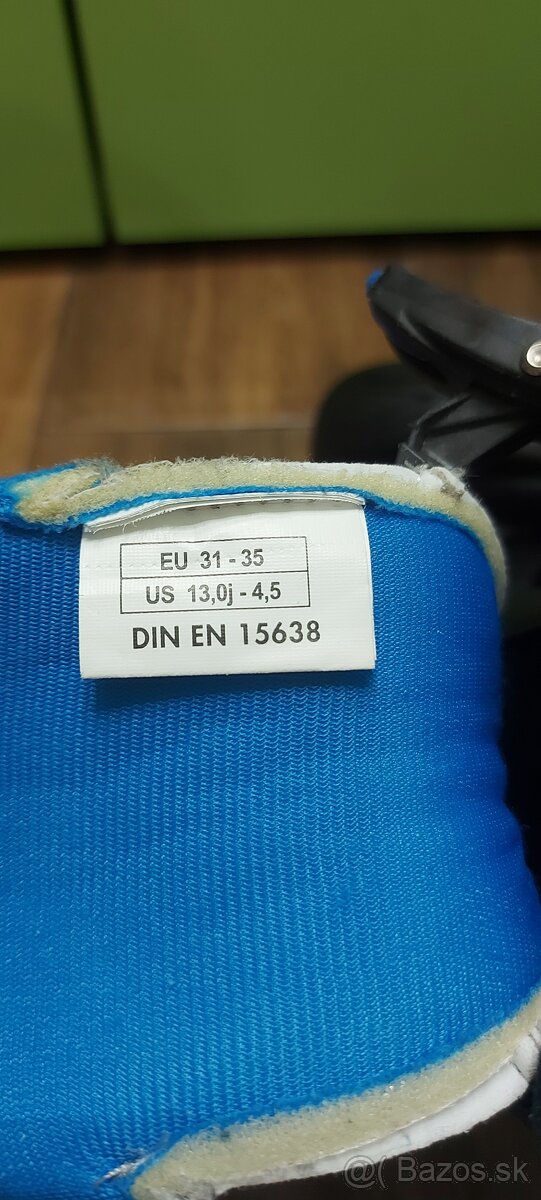 EU 31 - 35
US 13,0j - 4,5
DIN EN 15638
@( Bazos.sk